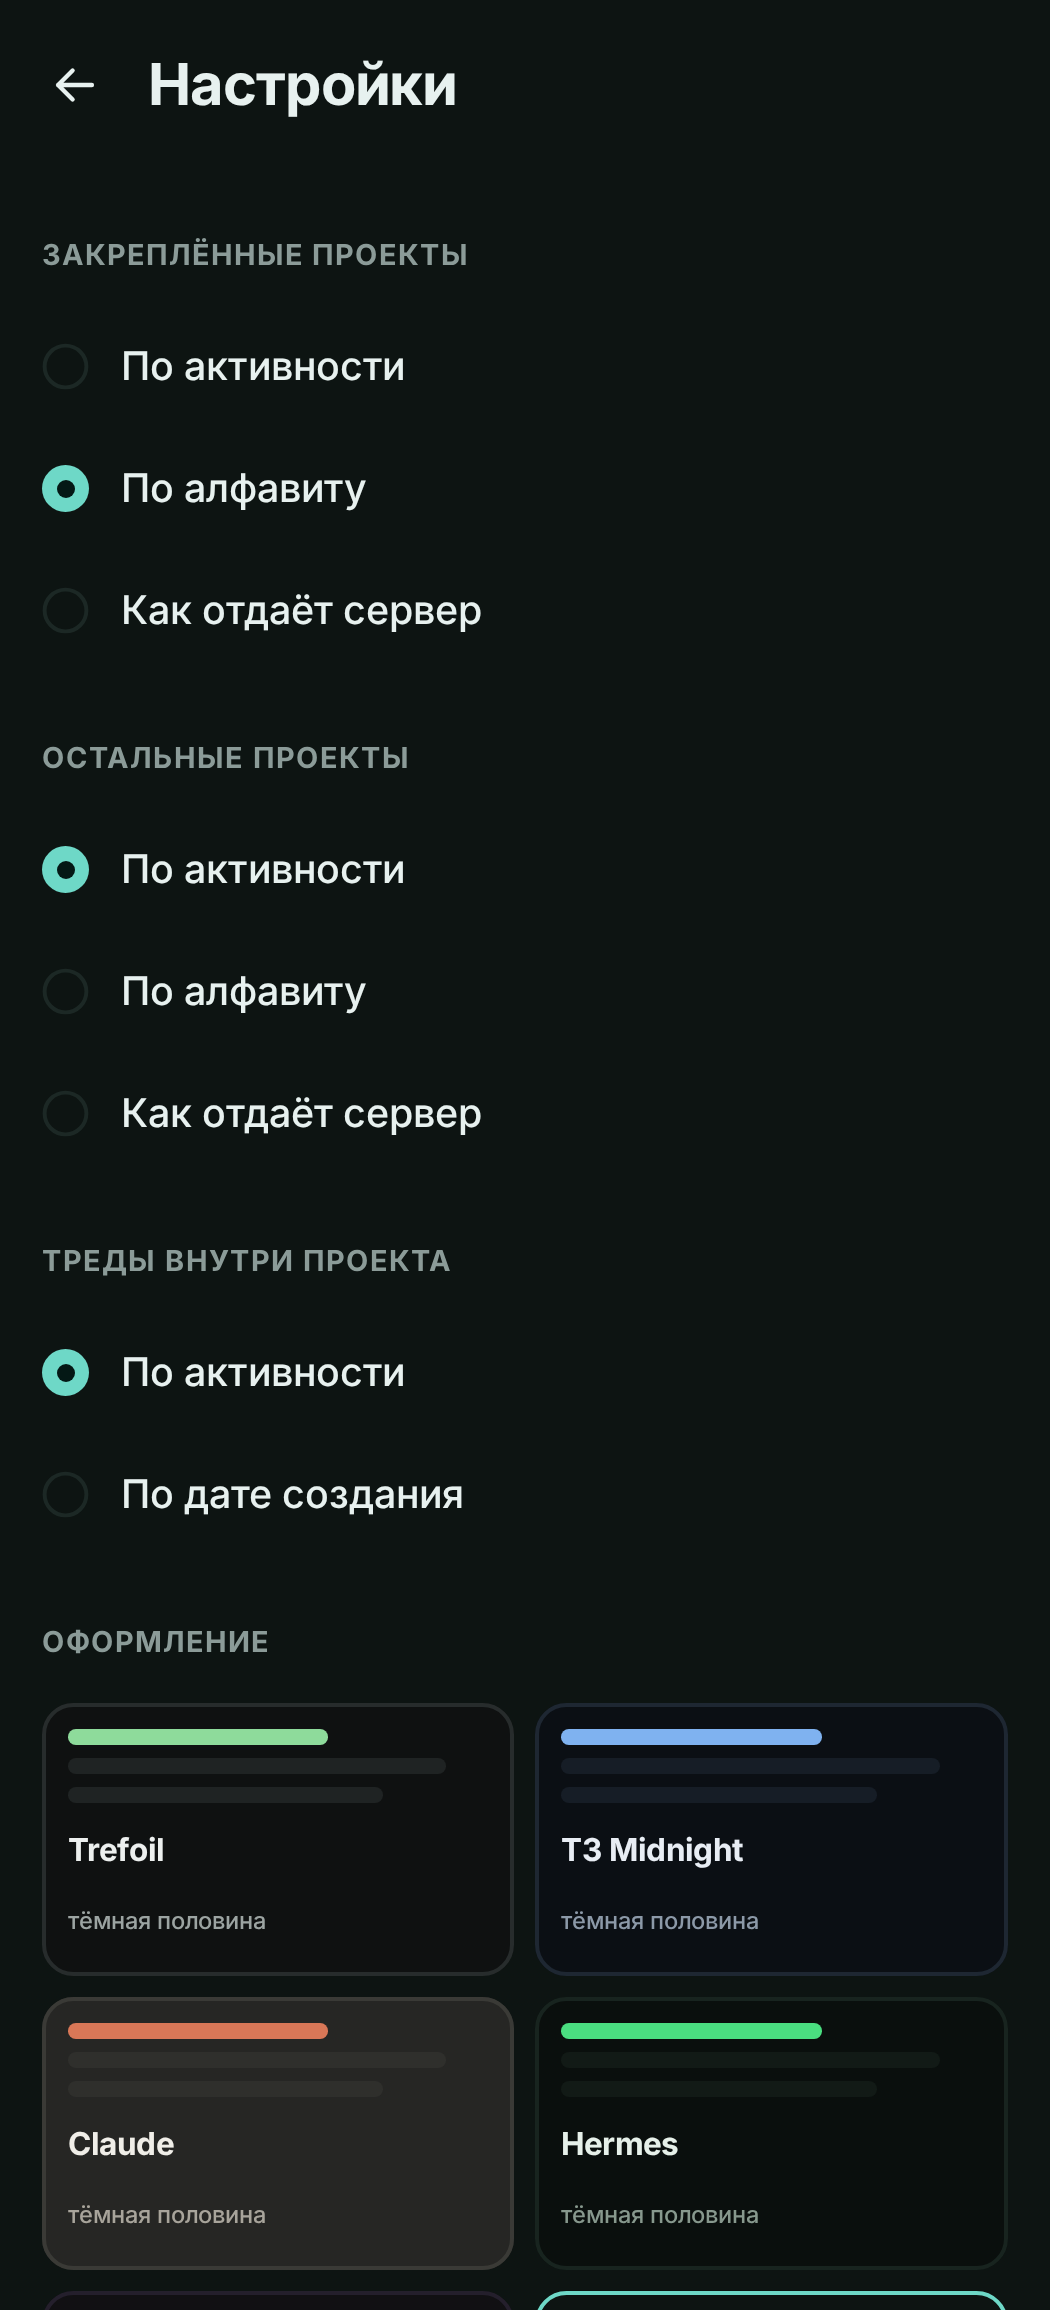 Настройки
ЗАКРЕПЛЁННЫЕ ПРОЕКТЫ
По активности
По алфавиту
Как отдаёт сервер
ОСТАЛЬНЫЕ ПРОЕКТЫ
По активности
По алфавиту
Как отдаёт сервер
ТРЕДЫ ВНУТРИ ПРОЕКТА
По активности
По дате создания
ОФОРМЛЕНИЕ
Trefoil
тёмная половина
T3 Midnight
тёмная половина
Claude
тёмная половина
Hermes
тёмная половина